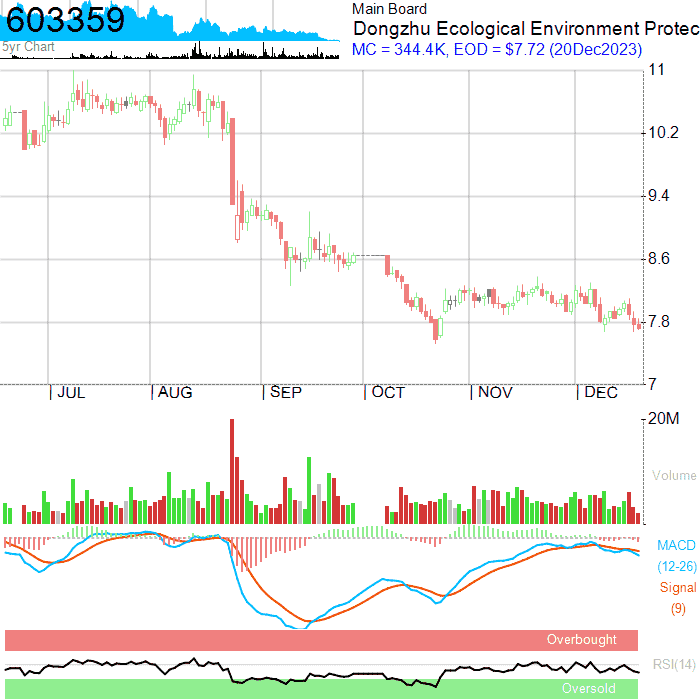 603359
5yr Chart
Main Board
Dongzhu Ecological Environment Protec
MC = 344.4K, EOD = $7.72 (20Dec2023)
11
10.2
9.4
8.6
7.8
7
JUL AUG SEP OCT NOV DEC
20M
Volume
MACD
(12-26)
Signal
(9)
Overbought
RSI(14)
Oversold